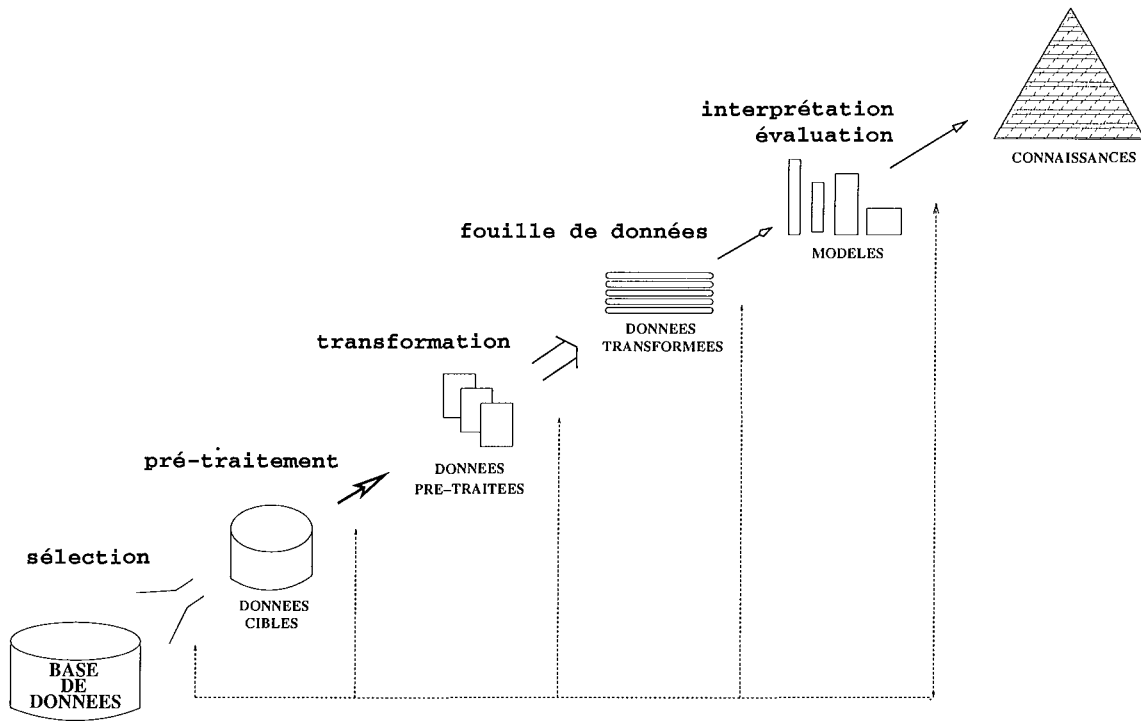 interprétation
évaluation
CONNAISSANCES
fouille de données
MODELES
transformation
DONNEES
TRANSFORMEES
pré-traitement
DONNEES
PRE-TRAITEES
sélection
DONNEES
CIBLES
BASE
DE
DONNEES